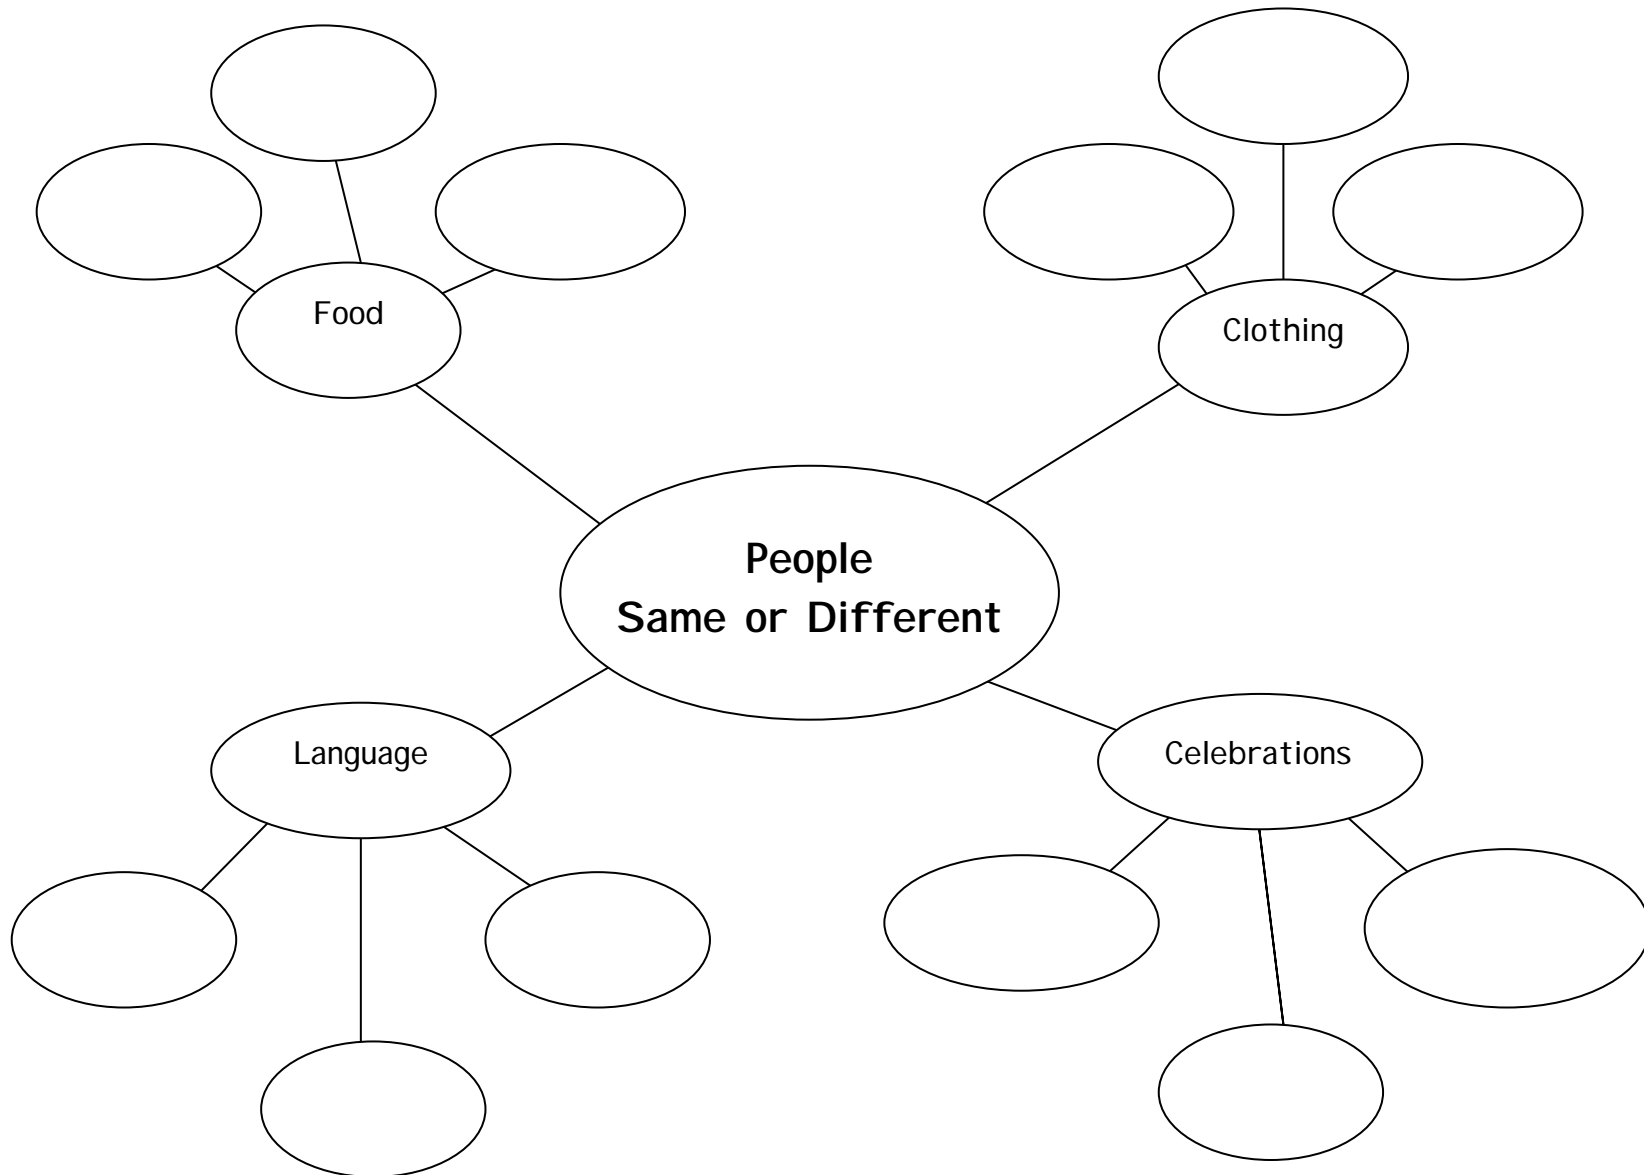 Food
Clothing
People
Same or Different
Language
Celebrations